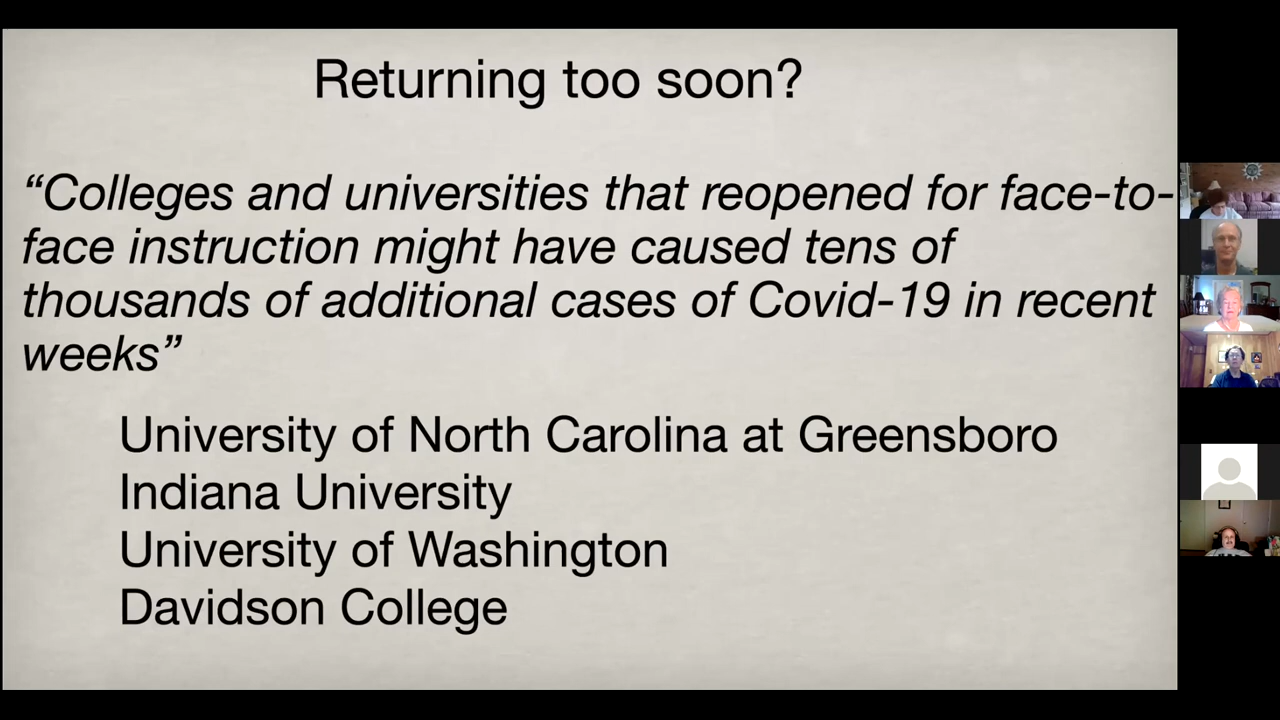 Returning too soon?
“Colleges and universities that reopened for face-to-
face instruction might have caused tens of
thousands of additional cases of Covid-19 in recent
weeks”
University of North Carolina at Greensboro
Indiana University
University of Washington
Davidson College